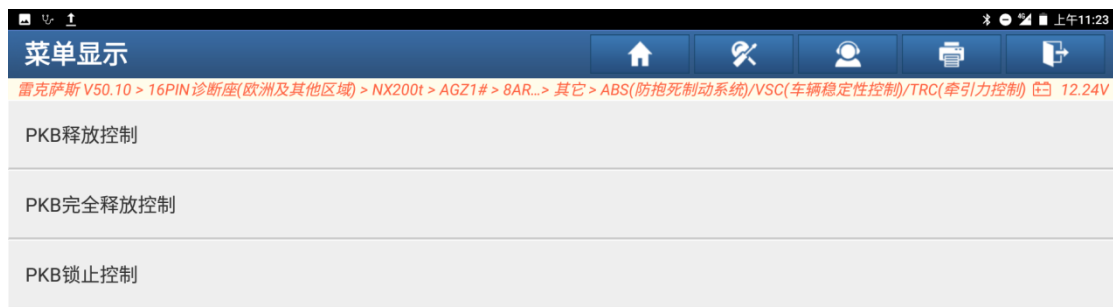 上午11:23
菜单显示
雷克萨斯 V50.10 > 16PIN诊断座(欧洲及其他区域) > NX200t > AGZ1# > 8AR...> 其它 > ABS(防抱死制动系统)/VSC(车辆稳定性控制)/TRC(牵引力控制) 12.24V
PKB释放控制
PKB完全释放控制
PKB锁止控制